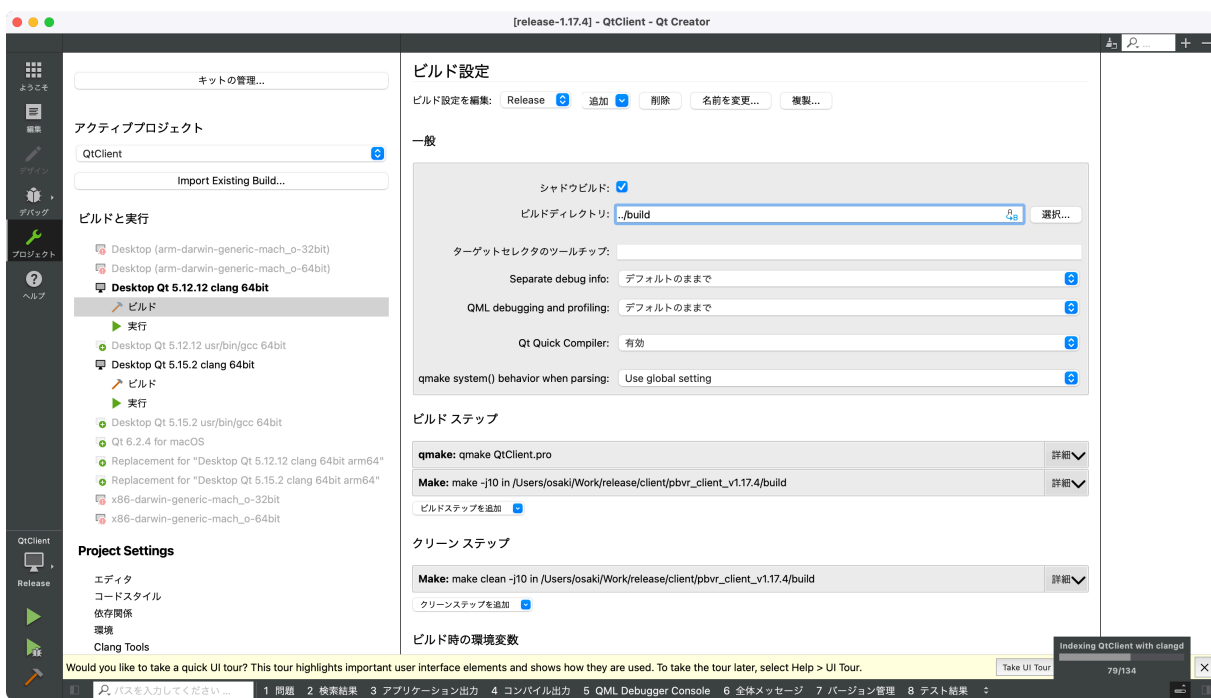 [release-1.17.4] - QtClient - Qt Creator
...
ようこそ
編集
デザイン
デバッグ
プロジェクト
ヘルプ
QtClient
Release
キットの管理...
アクティブプロジェクト
QtClient
Import Existing Build...
ビルドと実行
Desktop (arm-darwin-generic-mach_o-32bit)
Desktop (arm-darwin-generic-mach_o-64bit)
Desktop Qt 5.12.12 clang 64bit
ビルド
実行
Desktop Qt 5.12.12 usr/bin/gcc 64bit
Desktop Qt 5.15.2 clang 64bit
ビルド
実行
Desktop Qt 5.15.2 usr/bin/gcc 64bit
Qt 6.2.4 for macOS
Replacement for "Desktop Qt 5.12.12 clang 64bit arm64"
Replacement for "Desktop Qt 5.15.2 clang 64bit arm64"
x86-darwin-generic-mach_o-32bit
x86-darwin-generic-mach_o-64bit
Project Settings
エディタ
コードスタイル
依存関係
環境
Clang Tools
ビルド設定
ビルド設定を編集: Release 追加 削除 名前を変更... 複製...
一般
シャドウビルド:
ビルドディレクトリ: ../build 選択...
ターゲットセレクタのツールチップ:
Separate debug info: デフォルトのままで
QML debugging and profiling: デフォルトのままで
Qt Quick Compiler: 有効
qmake system() behavior when parsing: Use global setting
ビルド ステップ
qmake: qmake QtClient.pro 詳細
Make: make -j10 in /Users/osaki/Work/release/client/pbvr_client_v1.17.4/build 詳細
ビルドステップを追加
クリーン ステップ
Make: make clean -j10 in /Users/osaki/Work/release/client/pbvr_client_v1.17.4/build 詳細
クリーンステップを追加
ビルド時の環境変数
Indexing QtClient with clangd
79/134
Would you like to take a quick UI tour? This tour highlights important user interface elements and shows how they are used. To take the tour later, select Help > UI Tour. Take UI Tour
パスを入力してください ... 1 問題 2 検索結果 3 アプリケーション出力 4 コンパイル出力 5 QML Debugger Console 6 全体メッセージ 7 バージョン管理 8 テスト結果